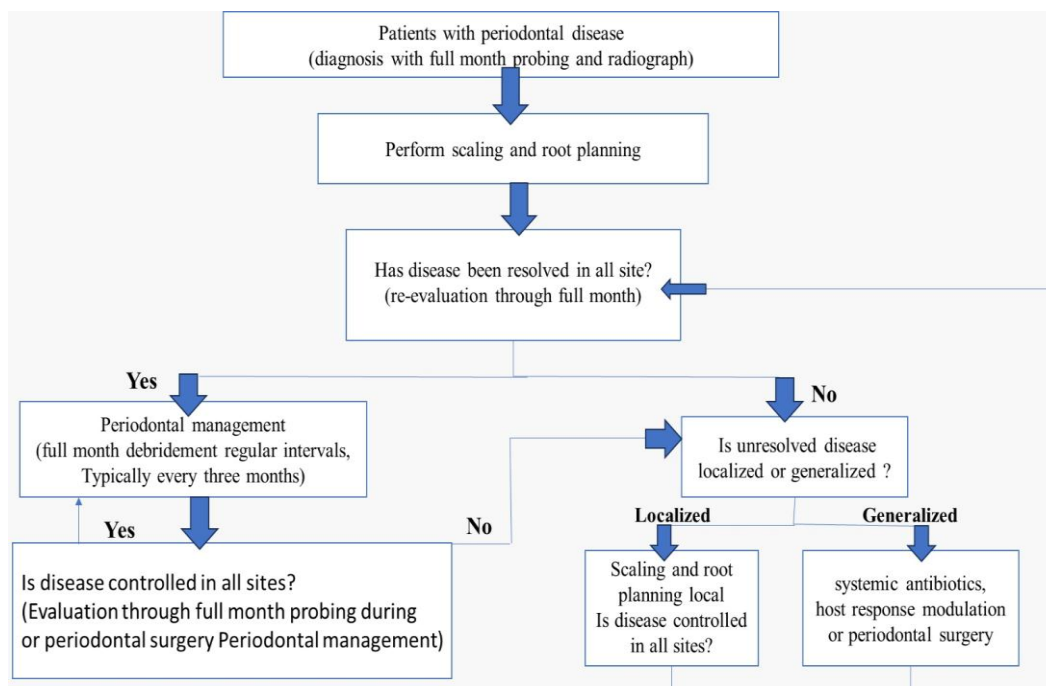 Patients with periodontal disease
(diagnosis with full month probing and radiograph)
Perform scaling and root planning
Has disease been resolved in all site?
(re-evaluation through full month)
Yes
No
Periodontal management
(full month debridement regular intervals,
Typically every three months)
Is unresolved disease
localized or generalized ?
Yes
No
Localized
Generalized
Is disease controlled in all sites?
(Evaluation through full month probing during
or periodontal surgery Periodontal management)
Scaling and root
planning local
Is disease controlled
in all sites?
systemic antibiotics,
host response modulation
or periodontal surgery